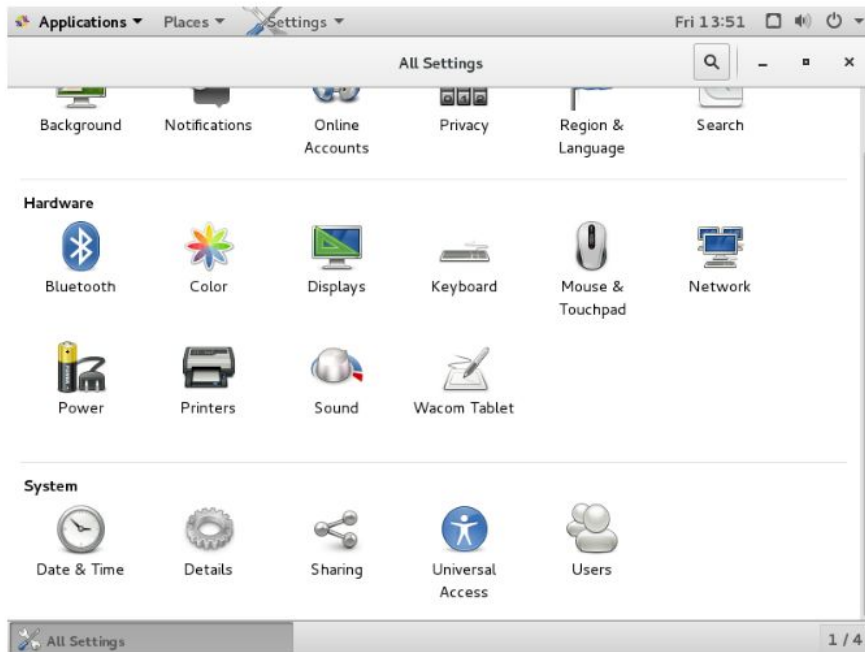 Applications Places Settings Fri 13:51
All Settings
Background Notifications Online Accounts Privacy Region & Language Search
Hardware
Bluetooth Color Displays Keyboard Mouse & Touchpad Network
Power Printers Sound Wacom Tablet
System
Date & Time Details Sharing Universal Access Users
All Settings 1 / 4